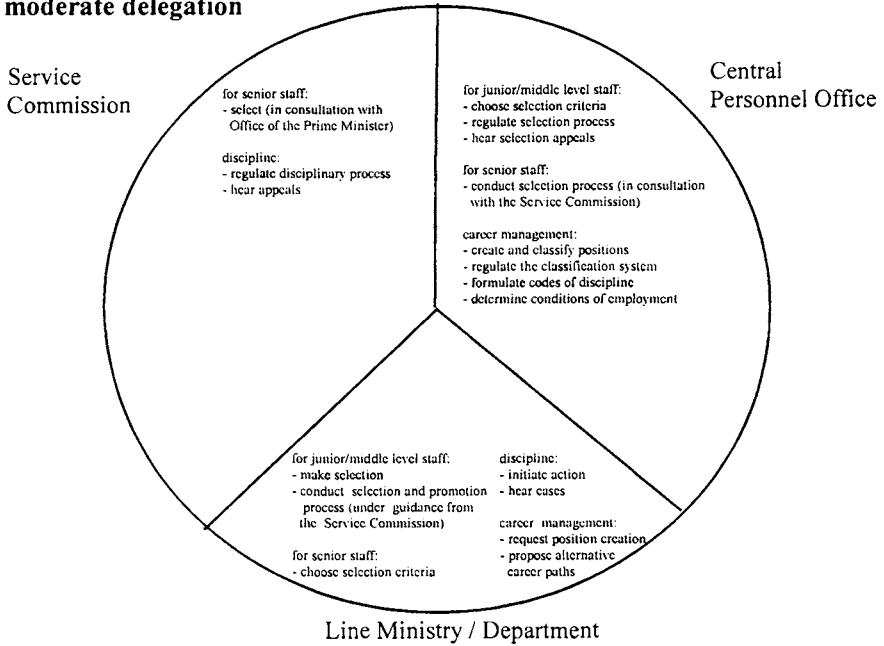 moderate delegation
Service
Commission
for senior staff:
- select (in consultation with
Office of the Prime Minister)
discipline:
- regulate disciplinary process
- hear appeals
Central
Personnel Office
for junior/middle level staff:
- choose selection criteria
- regulate selection process
- hear selection appeals
for senior staff:
- conduct selection process (in consultation
with the Service Commission)
career management:
- create and classify positions
- regulate the classification system
- formulate codes of discipline
- determine conditions of employment
for junior/middle level staff:
- make selection
- conduct selection and promotion
process (under guidance from
the Service Commission)
for senior staff:
- choose selection criteria
discipline:
- initiate action
- hear cases
career management:
- request position creation
- propose alternative
career paths
Line Ministry / Department